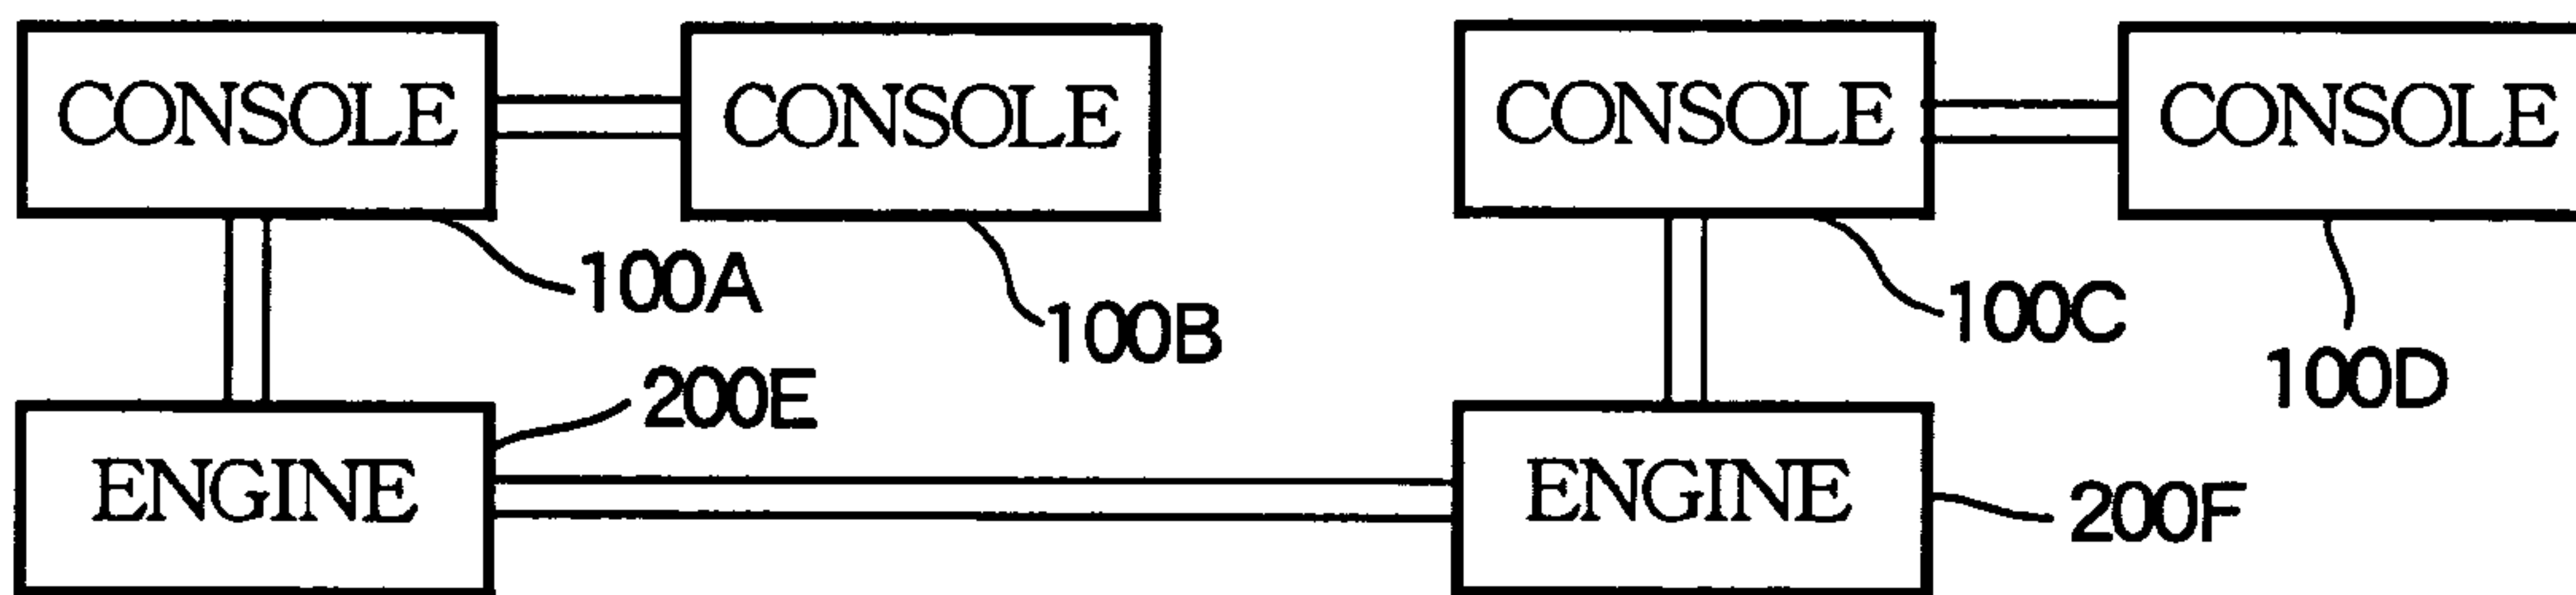 CONSOLE CONSOLE CONSOLE CONSOLE
100A 100B 100C 100D
200E
ENGINE ENGINE 200F